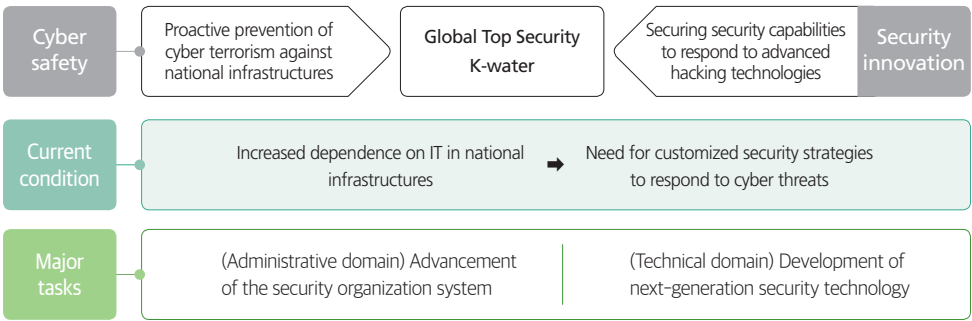 Cyber
safety
Proactive prevention of
cyber terrorism against
national infrastructures
Global Top Security
K-water
Securing security capabilities
to respond to advanced
hacking technologies
Security
innovation
Current
condition
Increased dependence on IT in national
infrastructures
➡
Need for customized security strategies
to respond to cyber threats
Major
tasks
(Administrative domain) Advancement
of the security organization system
(Technical domain) Development of
next-generation security technology